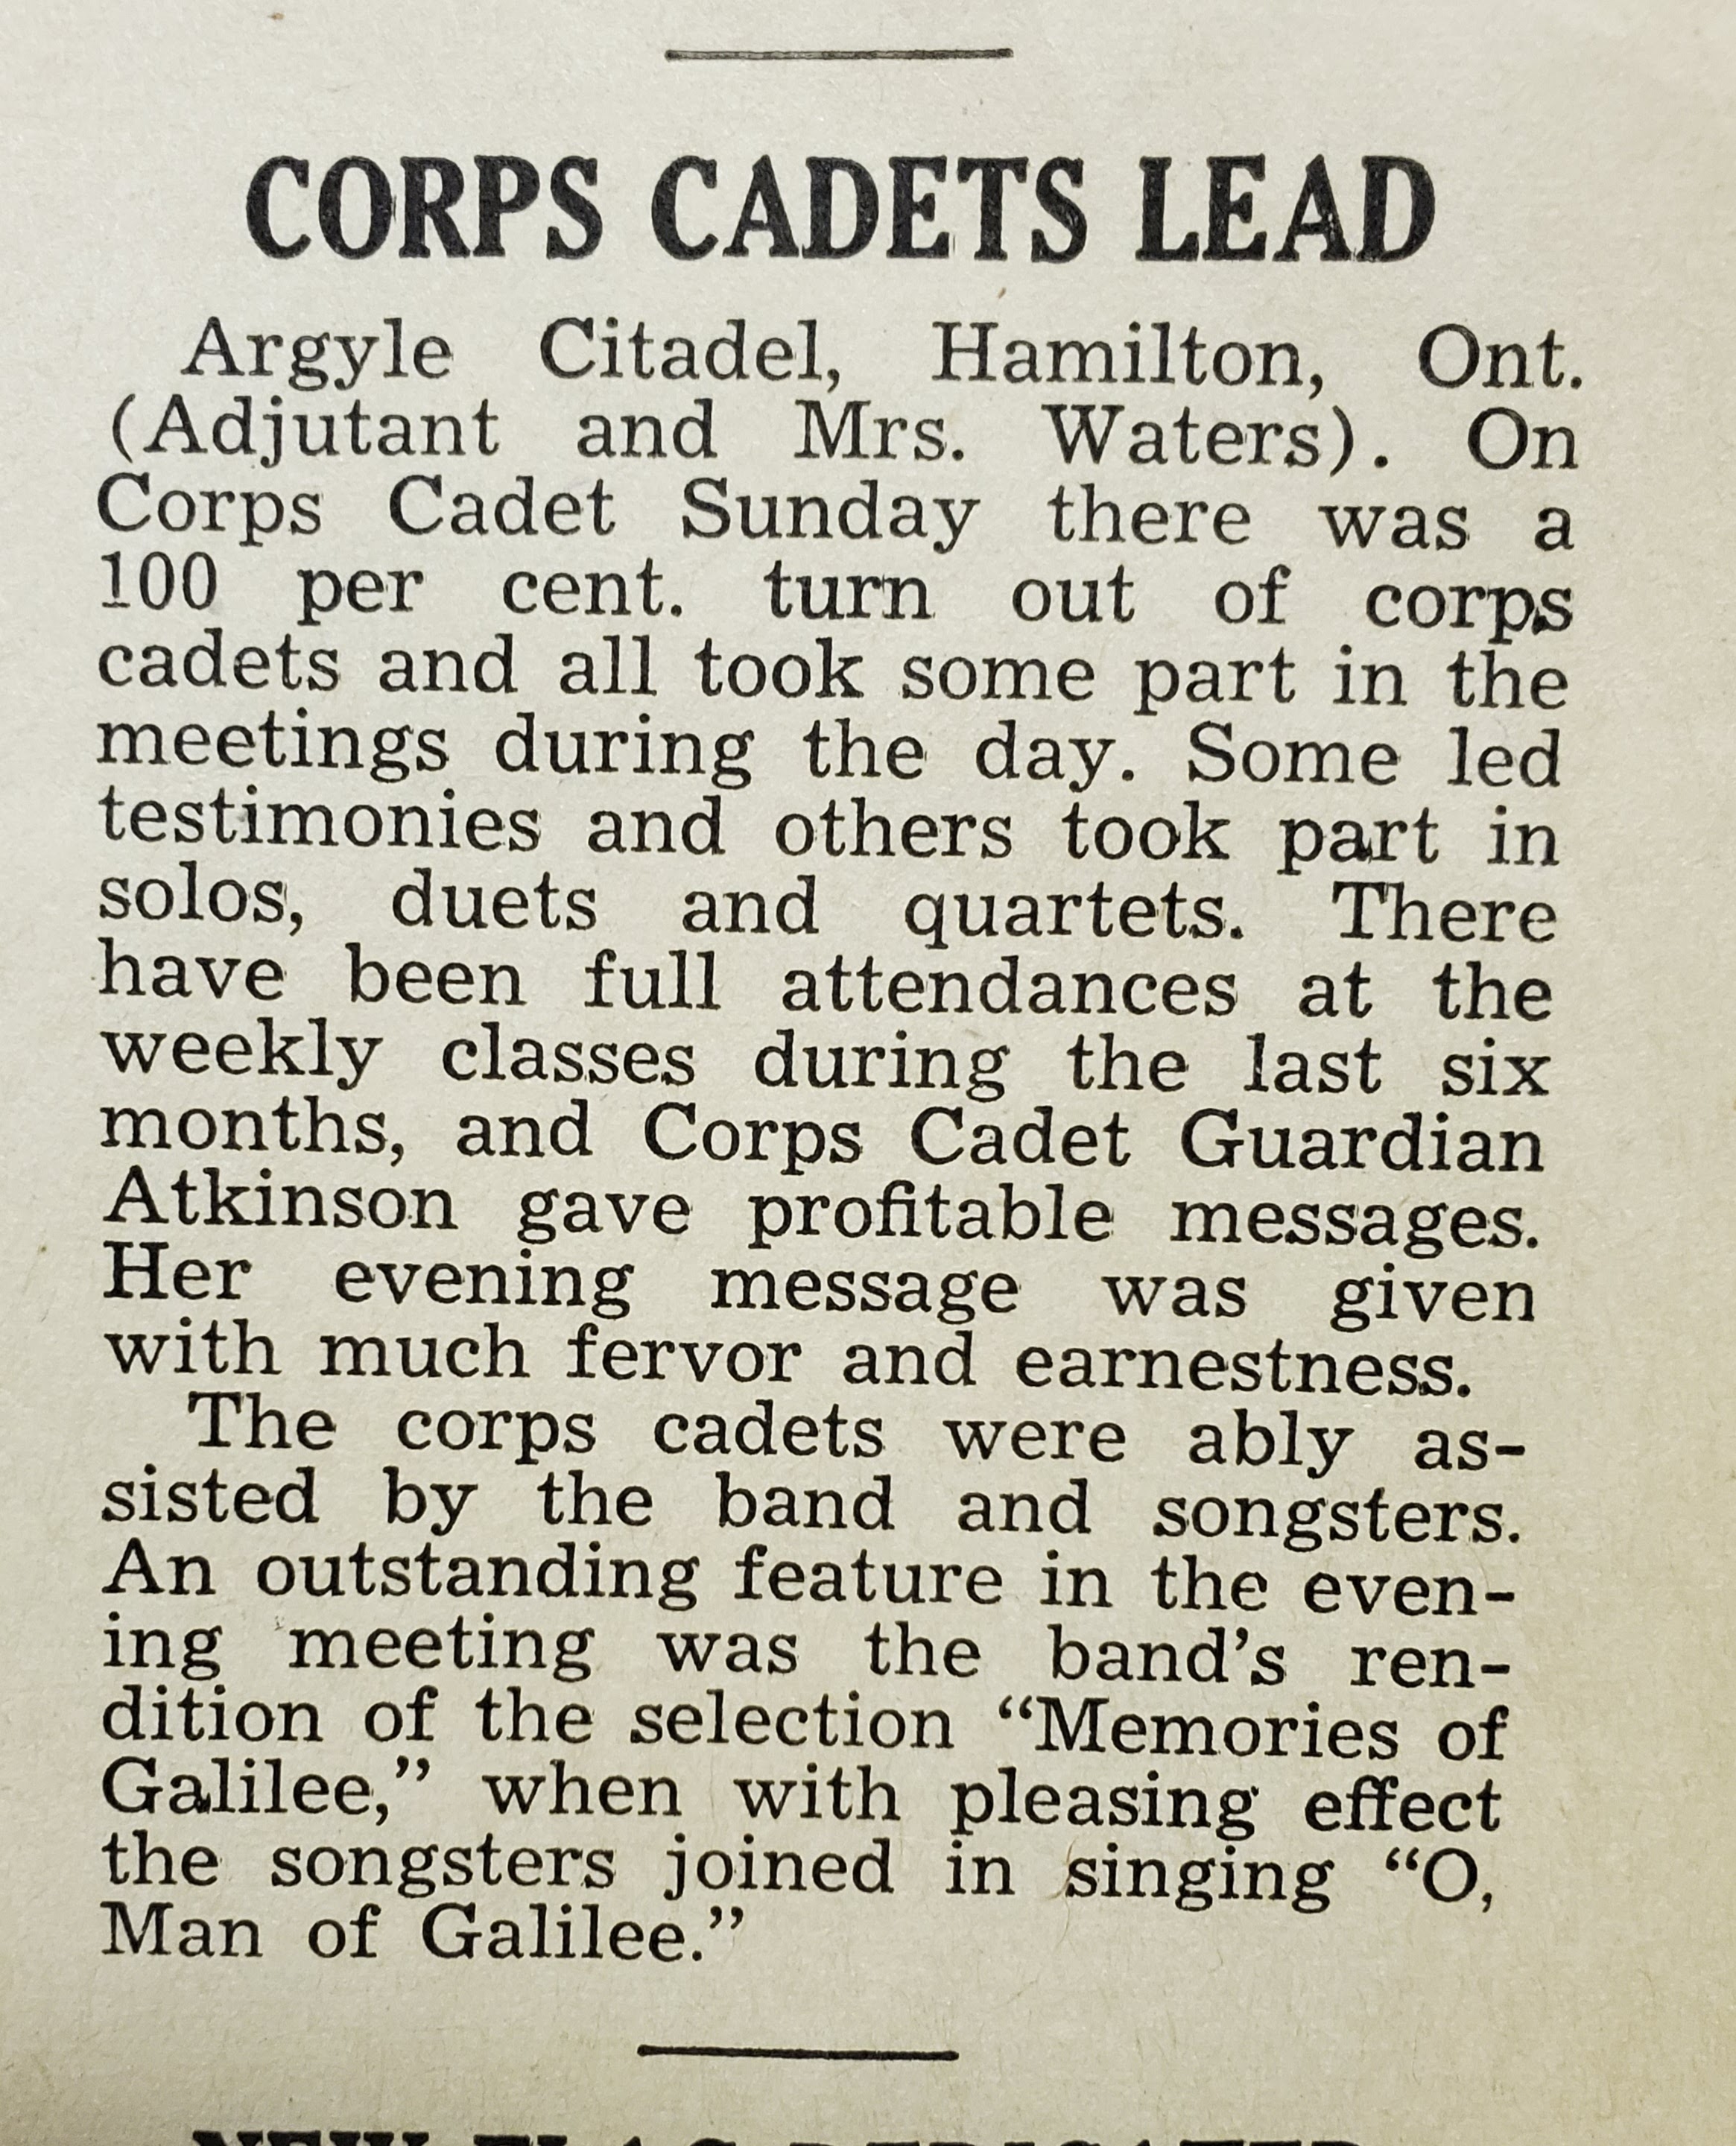 CORPS CADETS LEAD
Argyle Citadel, Hamilton, Ont.
(Adjutant and Mrs. Waters). On
Corps Cadet Sunday there was a
100 per cent. turn out of corps
cadets and all took some part in the
meetings during the day. Some led
testimonies and others took part in
solos, duets and quartets. There
have been full attendances at the
weekly classes during the last six
months, and Corps Cadet Guardian
Atkinson gave profitable messages.
Her evening message was given
with much fervor and earnestness.
The corps cadets were ably as-
sisted by the band and songsters.
An outstanding feature in the even-
ing meeting was the band’s ren-
dition of the selection “Memories of
Galilee,” when with pleasing effect
the songsters joined in singing “O,
Man of Galilee.”